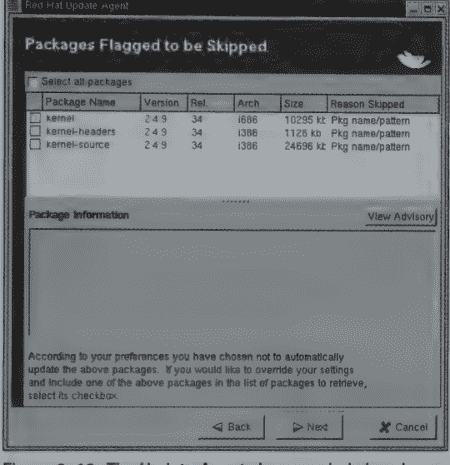 Red Hat Update Agent
Packages Flagged to be Skipped
Select all packages
Package Name Version Rel. Arch Size Reason Skipped
kernel 2.4.9 34 i686 10295 kb Pkg name/pattern
kernel-headers 2.4.9 34 i386 1126 kb Pkg name/pattern
kernel-source 2.4.9 34 i386 24696 kb Pkg name/pattern
Package Information View Advisory
According to your preferences you have chosen not to automatically
update the above packages. If you would like to override your settings
and include one of the above packages in the list of packages to retrieve,
select its checkbox.
Back Next Cancel